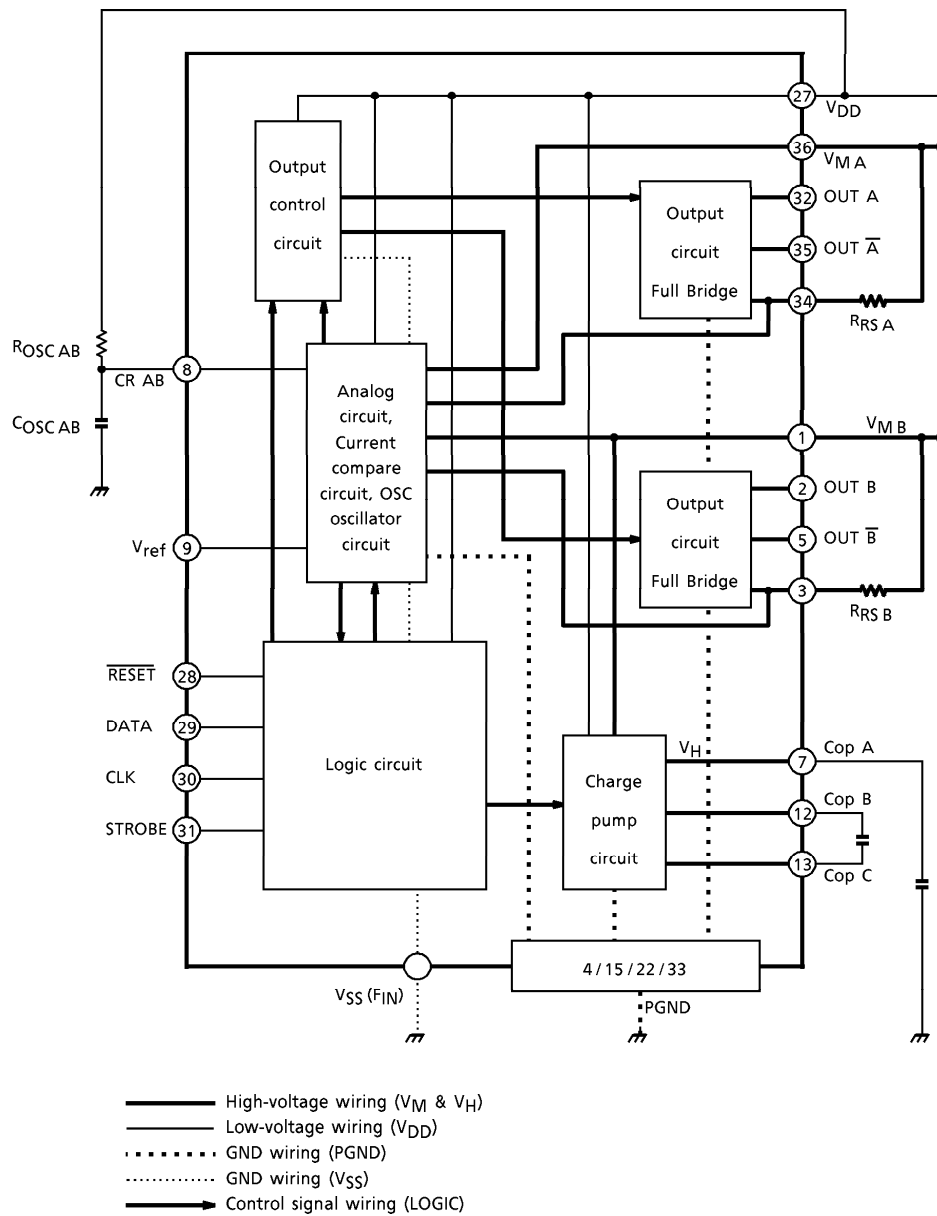 27
VDD
36
VM A
Output
control
circuit
32
OUT A
Output
circuit
Full Bridge
35
OUT A̅
34
RRS A
ROSC AB
CR AB
8
COSC AB
Analog
circuit,
Current
compare
circuit, OSC
oscillator
circuit
1
VM B
2
OUT B
Output
circuit
Full Bridge
5
OUT B̅
3
RRS B
Vref
9
R̅E̅S̅E̅T̅
28
DATA
29
CLK
30
STROBE
31
Logic circuit
VH
7
Cop A
Charge
pump
circuit
12
Cop B
13
Cop C
VSS (FIN)
4 / 15 / 22 / 33
PGND
High-voltage wiring (VM & VH)
Low-voltage wiring (VDD)
GND wiring (PGND)
GND wiring (VSS)
Control signal wiring (LOGIC)